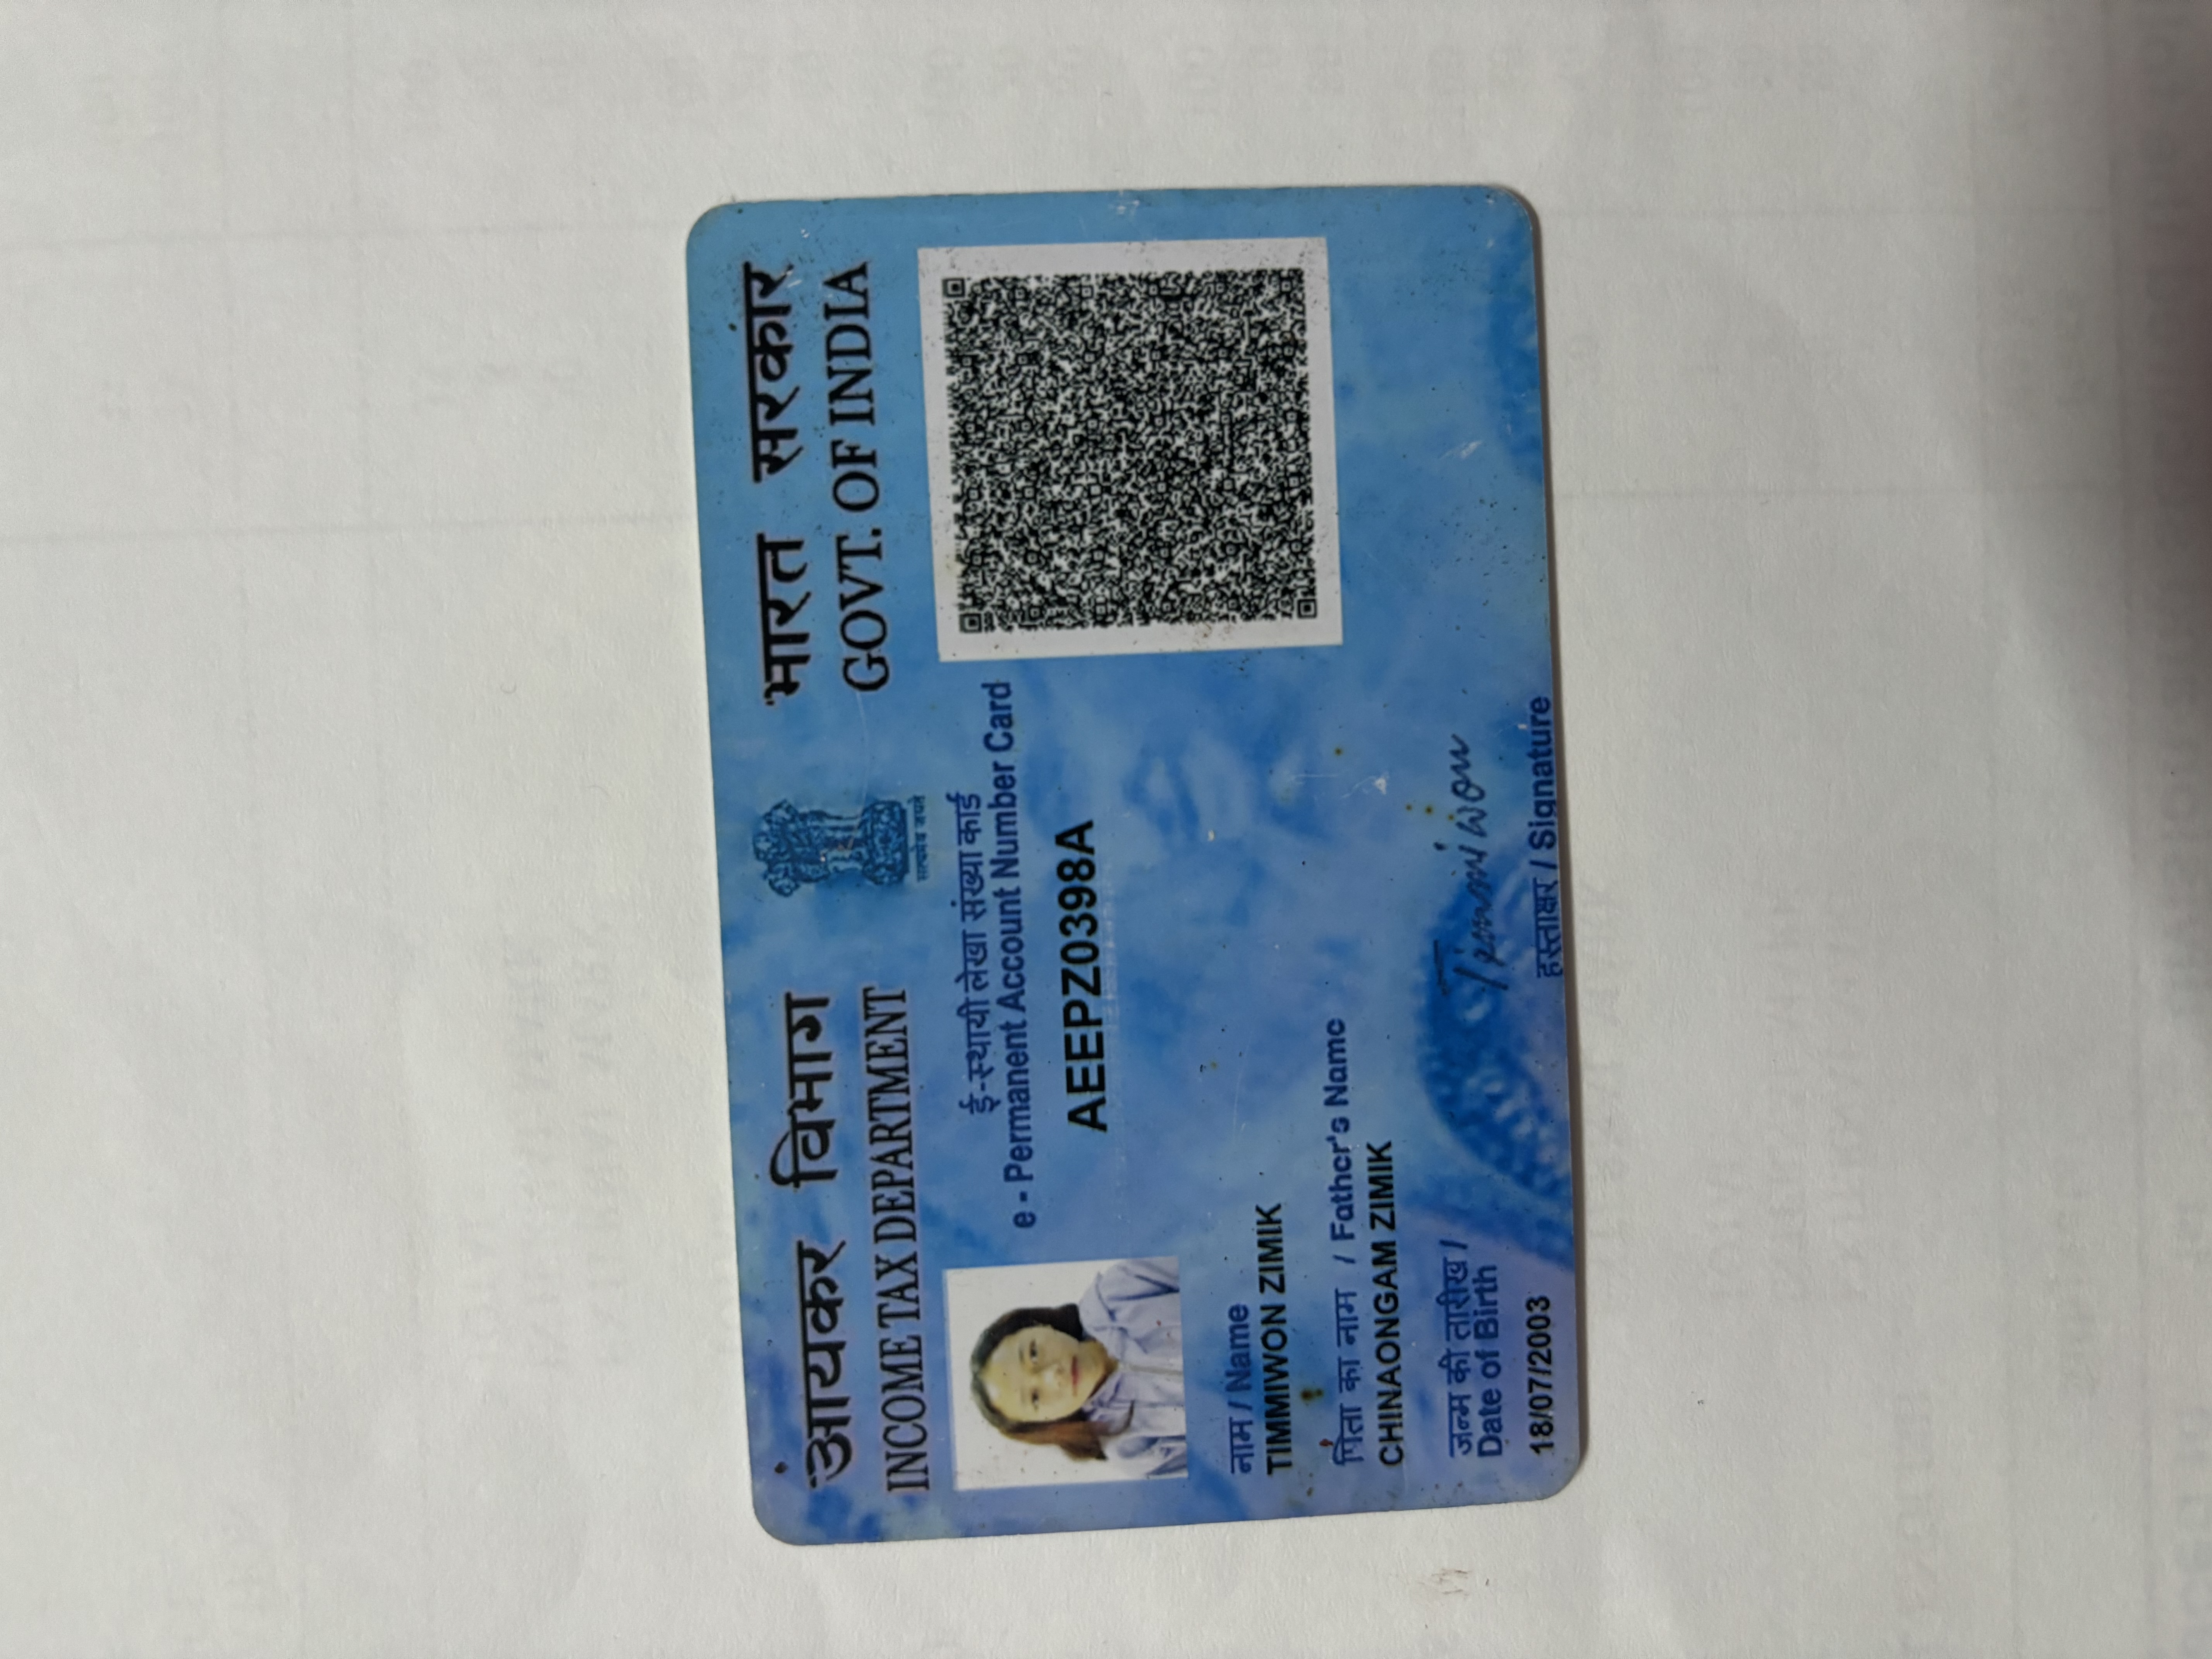 आयकर विभाग
INCOME TAX DEPARTMENT
सत्यमेव जयते
भारत सरकार
GOVT. OF INDIA
ई-स्थायी लेखा संख्या कार्ड
e - Permanent Account Number Card
AEEPZ0398A
नाम / Name
TIMMIWON ZIMIK
पिता का नाम / Father's Name
CHINAONGAM ZIMIK
जन्म की तारीख /
Date of Birth
18/07/2003
Timmiwon
हस्ताक्षर / Signature